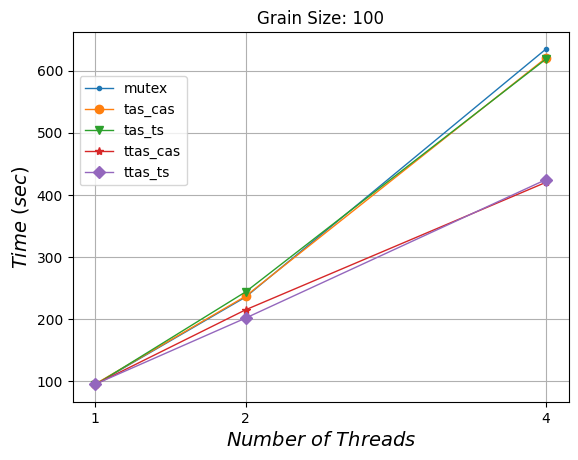 Grain Size: 100
600
500
400
300
200
100
Time (sec)
mutex
tas_cas
tas_ts
ttas_cas
ttas_ts
1 2 4
Number of Threads